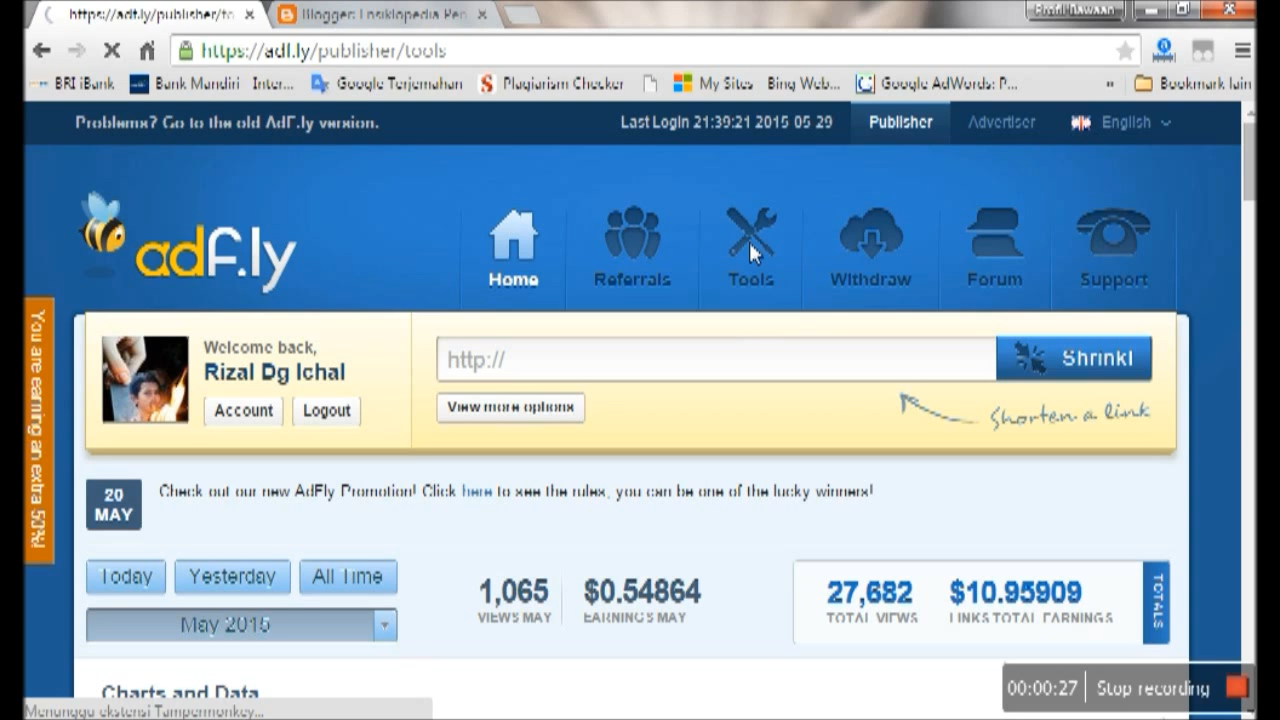 https://adf.ly/publisher/to
Blogger: Ensiklopedia Pen
Profil Bawaan
https://adf.ly/publisher/tools
BRI iBank
Bank Mandiri Inter...
Google Terjemahan
Plagiarism Checker
My Sites
Bing Web...
Google AdWords: P...
»
Bookmark lain
Problems? Go to the old AdF.ly version.
Last Login 21:39:21 2015-05-29
Publisher
Advertiser
English
adf.ly
Home
Referrals
Tools
Withdraw
Forum
Support
You are earning an extra 50%!
Welcome back,
Rizal Dg Ichal
Account
Logout
http://
Shrink!
View more options
Shorten a link
20
MAY
Check out our new AdFly Promotion! Click here to see the rules, you can be one of the lucky winners!
Today
Yesterday
All Time
May 2015
1,065
VIEWS MAY
$0.54864
EARNINGS MAY
27,682
TOTAL VIEWS
$10.95909
LINKS TOTAL EARNINGS
TOTALS
Charts and Data
Menunggu ekstensi Tampermonkey...
00:00:27
Stop recording